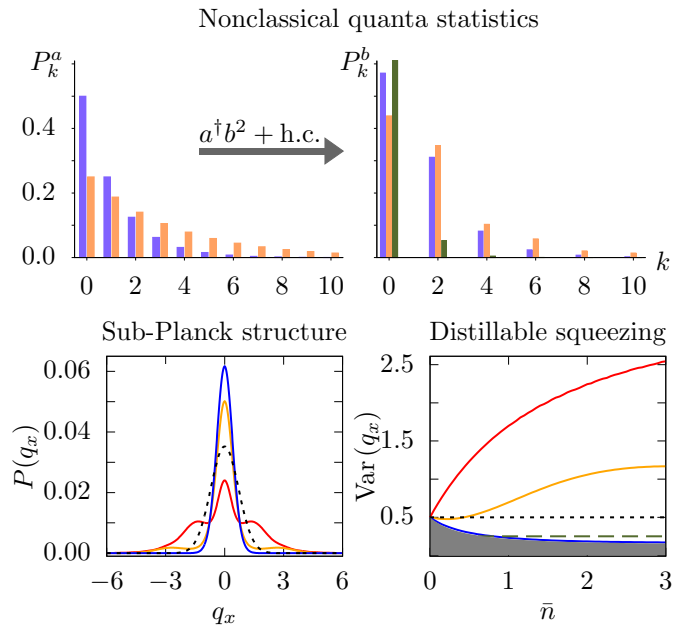 Nonclassical quanta statistics
P_k^a
P_k^b
0.4
0.2
0.0
a†b² + h.c.
0 2 4 6 8 10
0 2 4 6 8 10
k
Sub-Planck structure
Distillable squeezing
P(q_x)
0.06
0.04
0.02
0.00
−6 −3 0 3 6
q_x
Var (q_x)
2.5
1.5
0.5
0 1 2 3
n̄